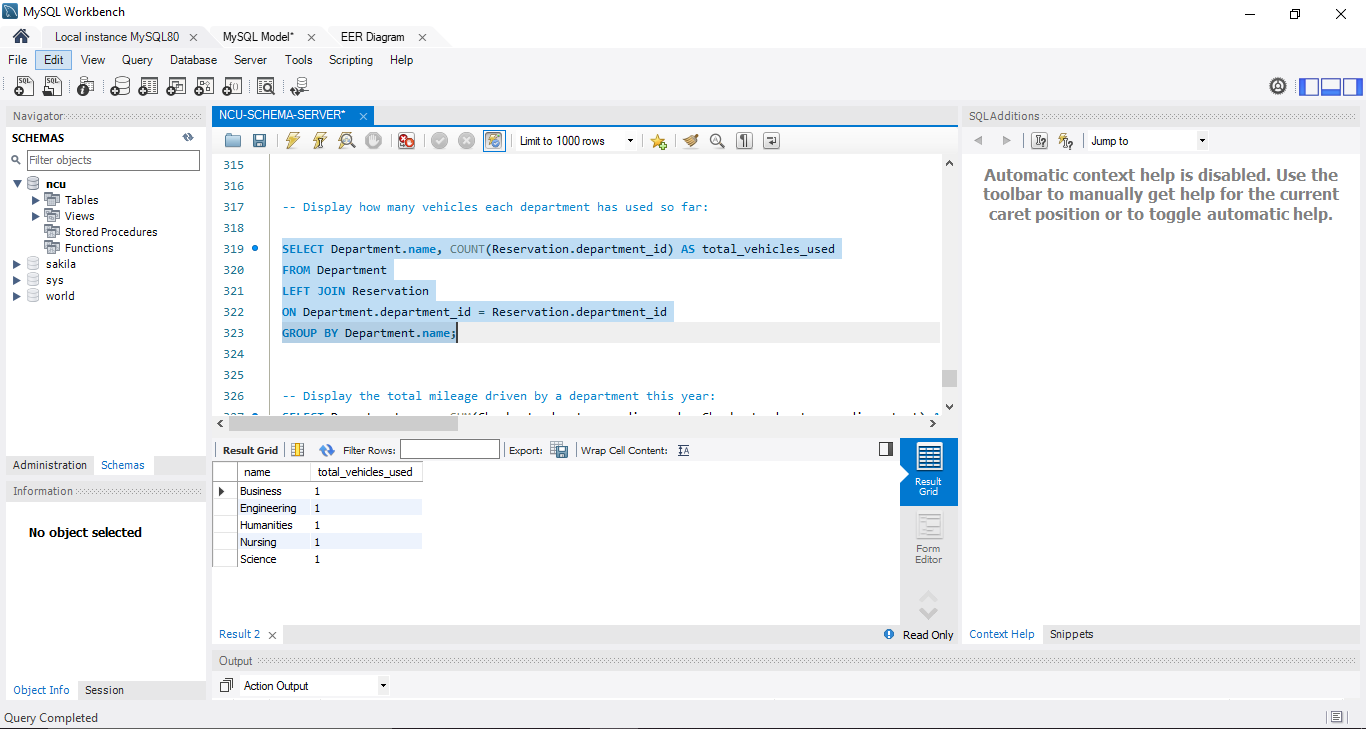 MySQL Workbench
Local instance MySQL80
MySQL Model*
EER Diagram
File Edit View Query Database Server Tools Scripting Help
Navigator
SCHEMAS
Filter objects
ncu
Tables
Views
Stored Procedures
Functions
sakila
sys
world
Administration Schemas
Information
No object selected
Object Info Session
NCU-SCHEMA-SERVER*
Limit to 1000 rows
315
316
317 -- Display how many vehicles each department has used so far:
318
319 SELECT Department.name, COUNT(Reservation.department_id) AS total_vehicles_used
320 FROM Department
321 LEFT JOIN Reservation
322 ON Department.department_id = Reservation.department_id
323 GROUP BY Department.name;
324
325
326 -- Display the total mileage driven by a department this year:
Result Grid Filter Rows: Export: Wrap Cell Content:
name total_vehicles_used
Business 1
Engineering 1
Humanities 1
Nursing 1
Science 1
Result Grid
Form Editor
Result 2
Read Only
Output
Action Output
SQLAdditions
Jump to
Automatic context help is disabled. Use the
toolbar to manually get help for the current
caret position or to toggle automatic help.
Context Help Snippets
Query Completed